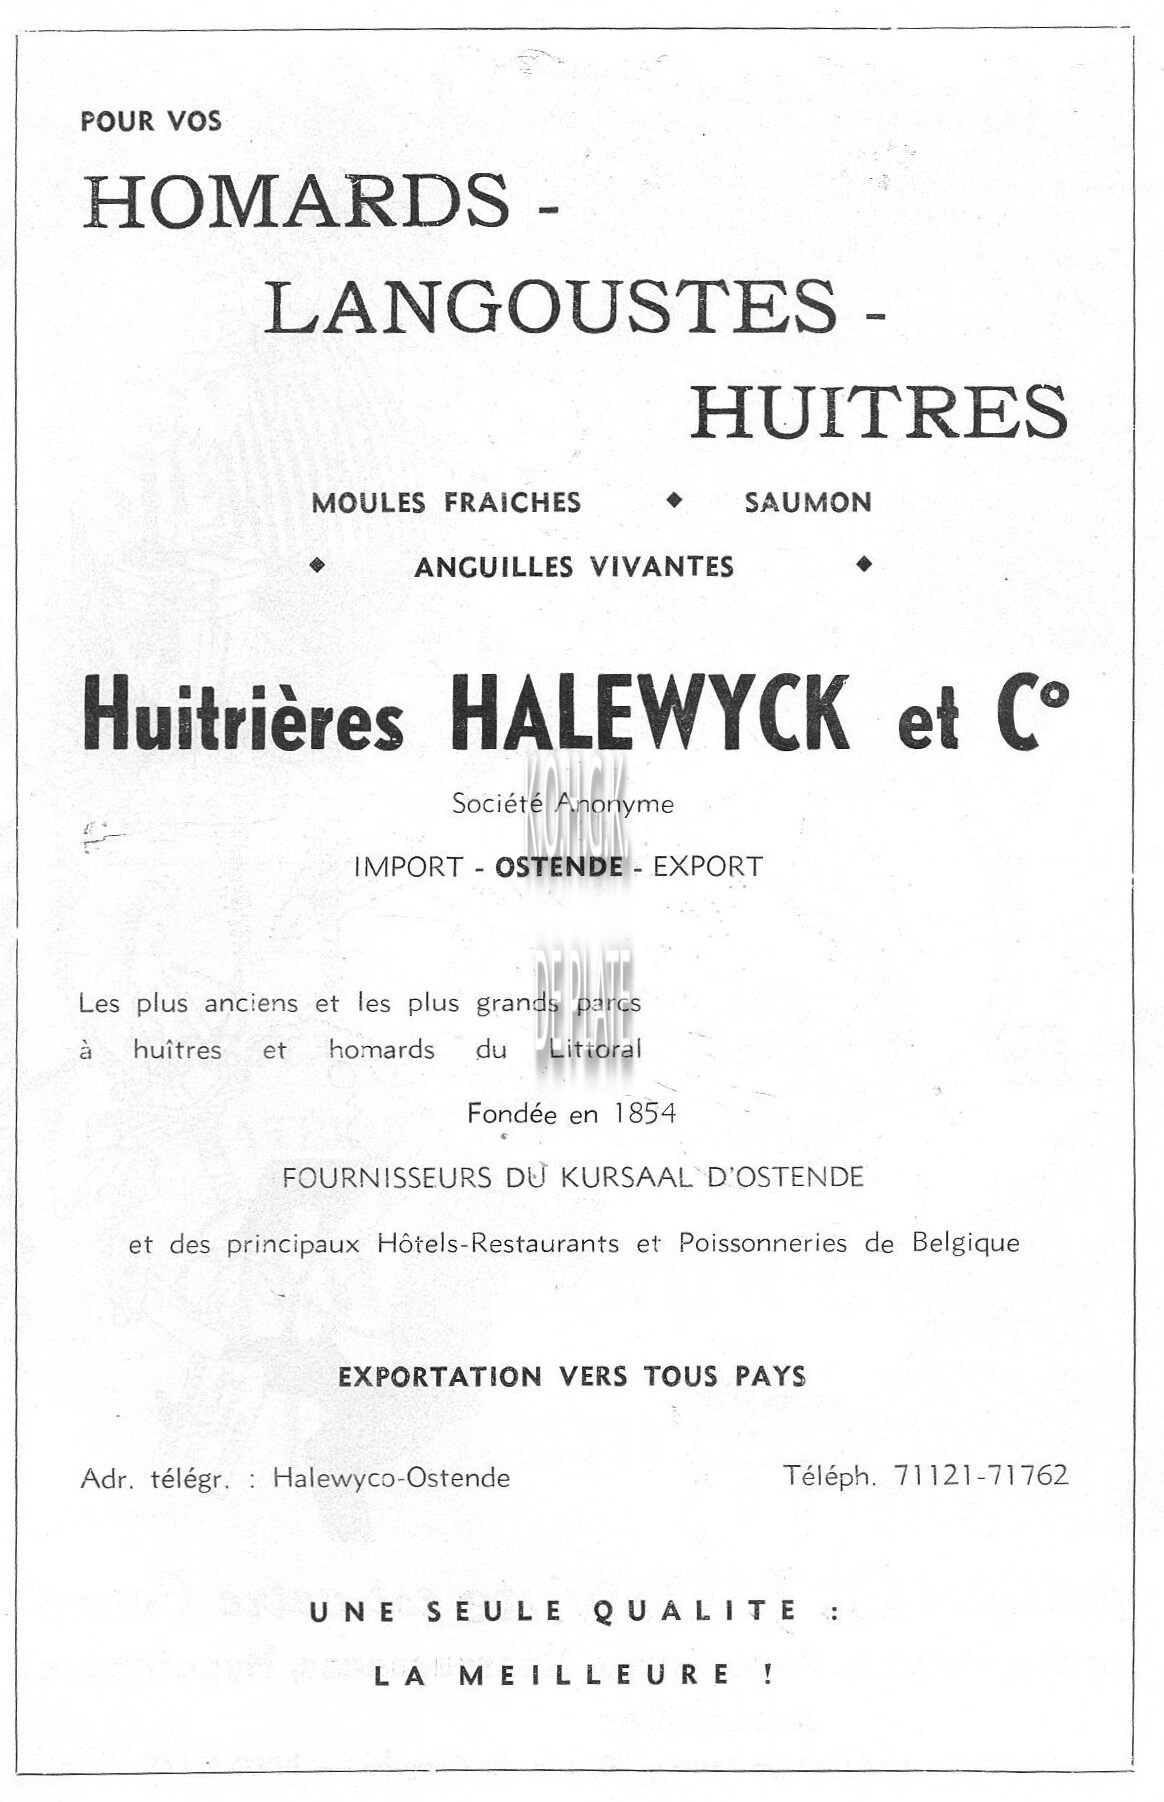 POUR VOS
HOMARDS -
LANGOUSTES -
HUITRES
MOULES FRAICHES ◆ SAUMON
◆ ANGUILLES VIVANTES ◆
Huitrières HALEWYCK et C°
Société Anonyme
IMPORT - OSTENDE - EXPORT
Les plus anciens et les plus grands parcs
à huîtres et homards du Littoral
Fondée en 1854
FOURNISSEURS DU KURSAAL D'OSTENDE
et des principaux Hôtels-Restaurants et Poissonneries de Belgique
EXPORTATION VERS TOUS PAYS
Adr. télégr. : Halewyco-Ostende Téléph. 71121-71762
UNE SEULE QUALITE :
LA MEILLEURE !
DE PLATE